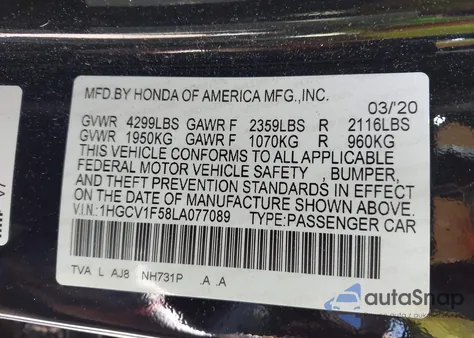 MFD.BY HONDA OF AMERICA MFG.,INC.
03/'20
GVWR 4299LBS GAWR F 2359LBS R 2116LBS
GVWR 1950KG GAWR F 1070KG R 960KG
THIS VEHICLE CONFORMS TO ALL APPLICABLE
FEDERAL MOTOR VEHICLE SAFETY , BUMPER,
AND THEFT PREVENTION STANDARDS IN EFFECT
ON THE DATE OF MANUFACTURE SHOWN ABOVE.
V.I.N.:1HGCV1F58LA077089 TYPE:PASSENGER CAR
TVA L AJ8 NH731P .A .A
autoSnap